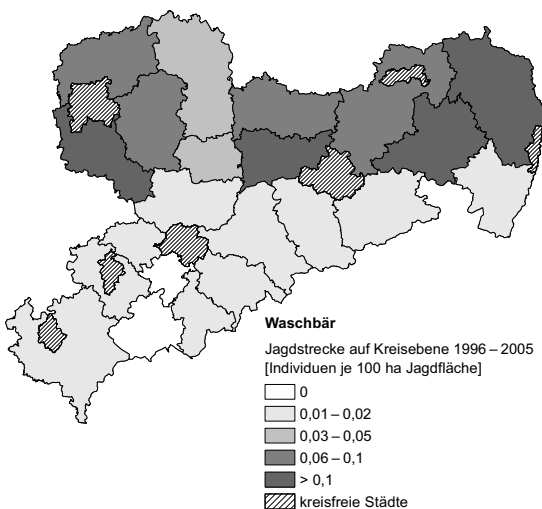 Waschbär
Jagdstrecke auf Kreisebene 1996 – 2005
[Individuen je 100 ha Jagdfläche]
0
0,01 – 0,02
0,03 – 0,05
0,06 – 0,1
> 0,1
kreisfreie Städte